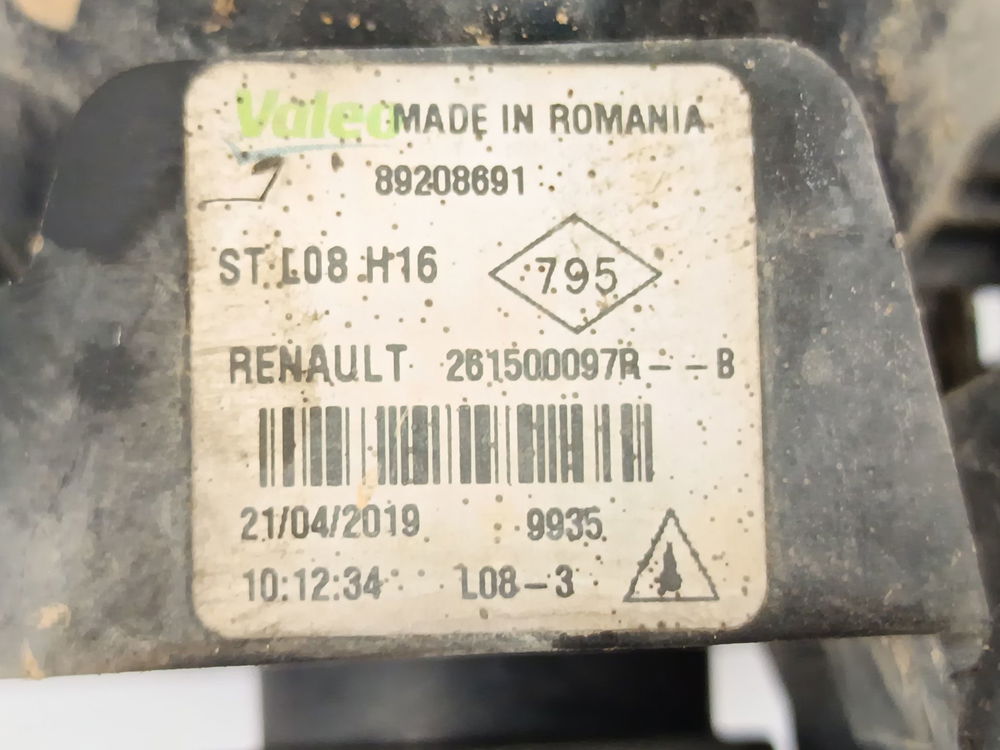 Valeo MADE IN ROMANIA
89208691
ST L08 H16
795
RENAULT 261500097R--B
21/04/2019 9935
10:12:34 L08-3